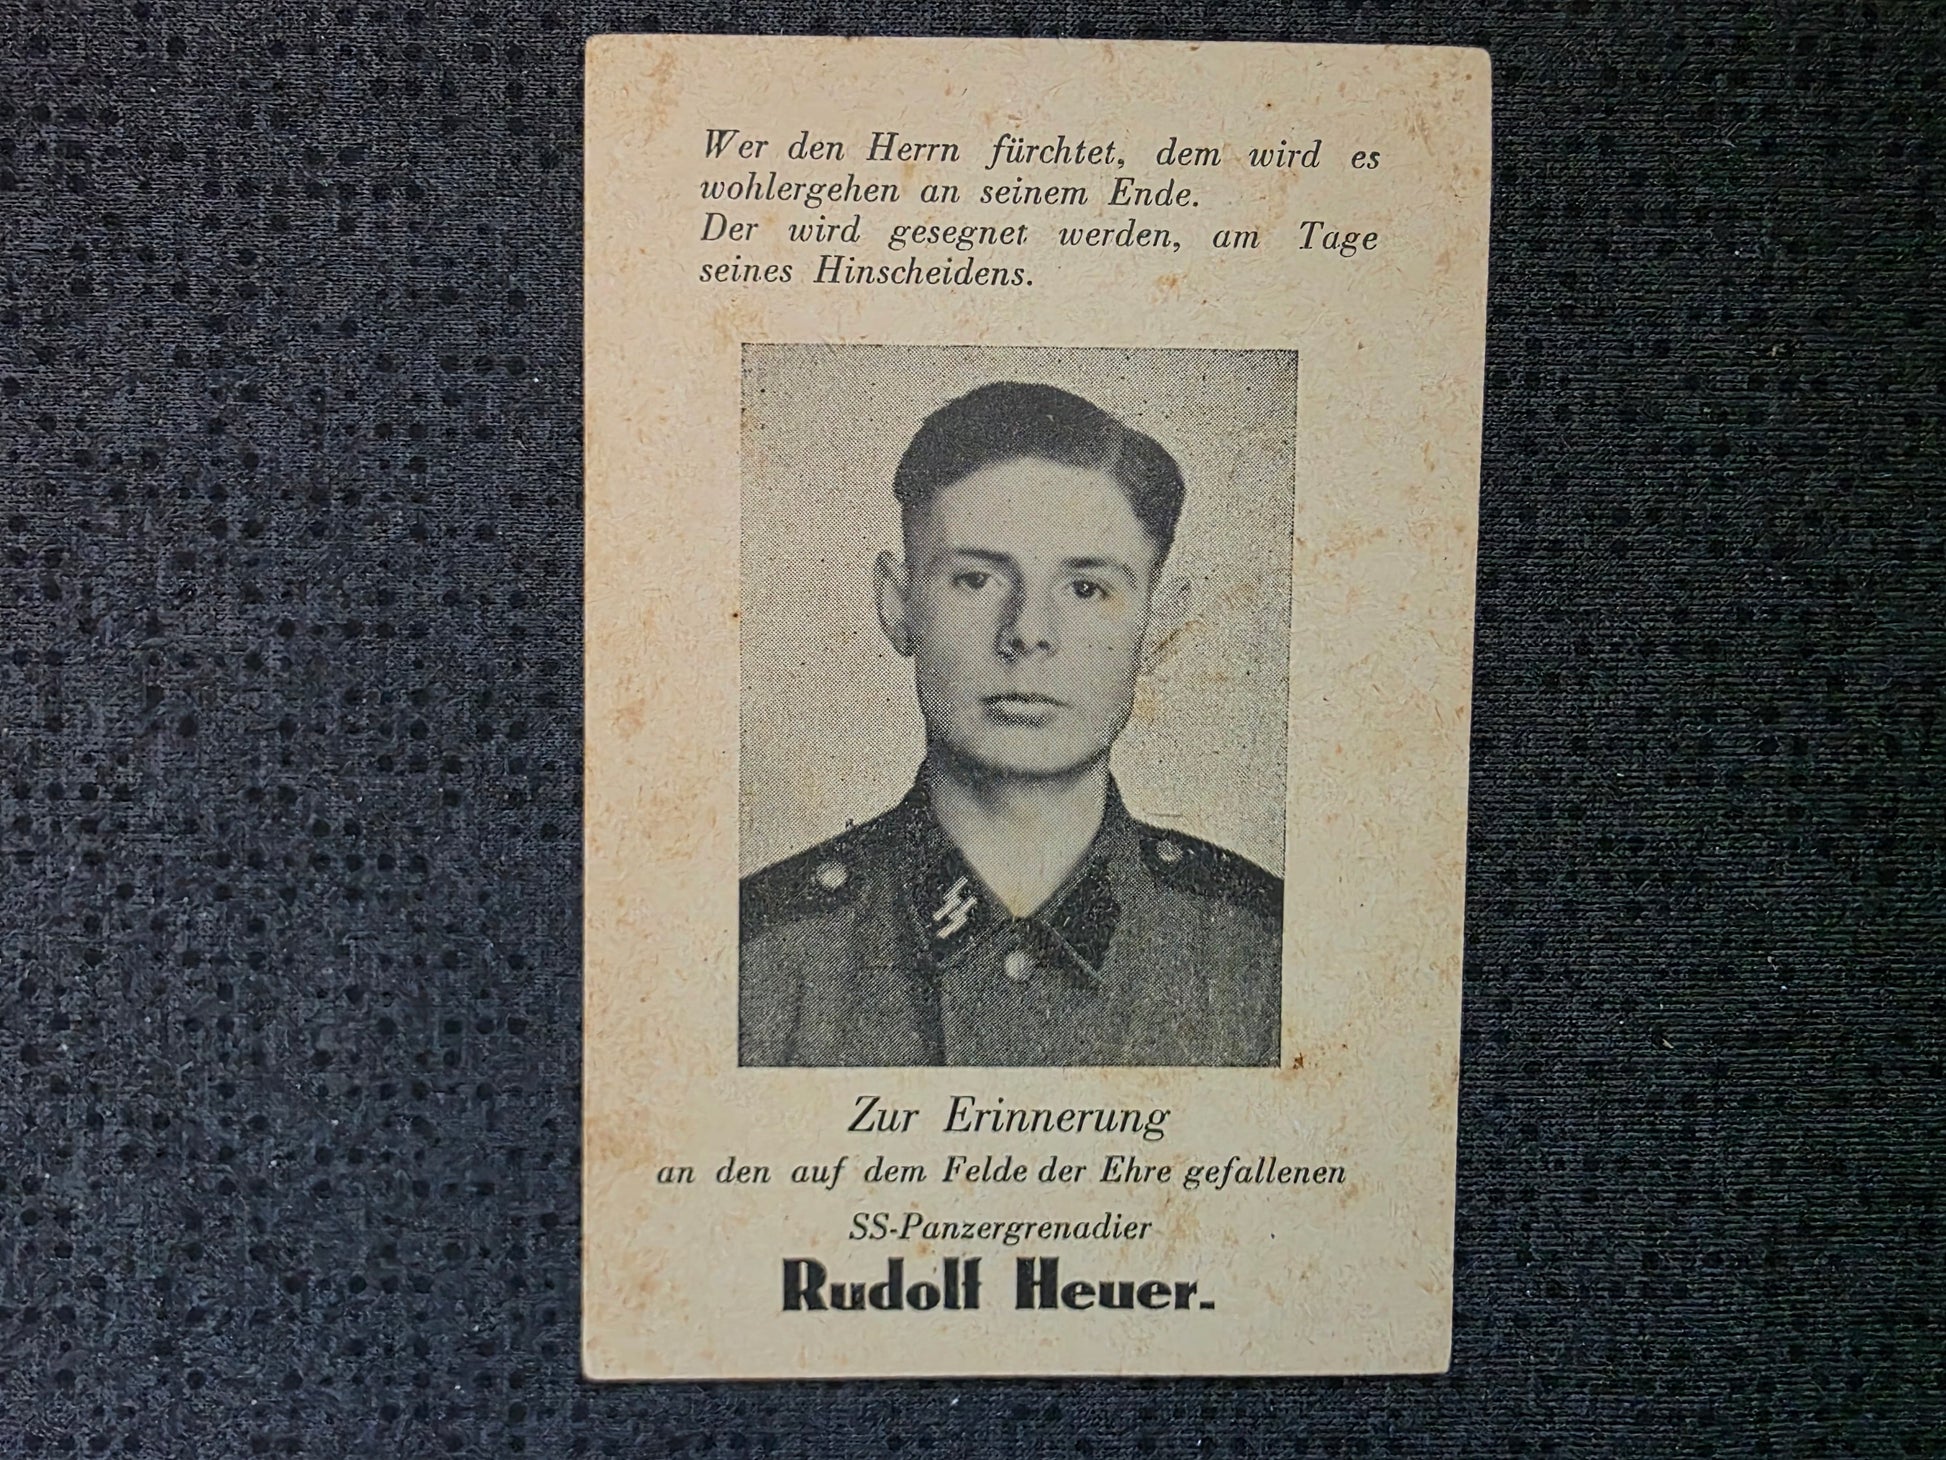 Wer den Herrn fürchtet, dem wird es
wohlergehen an seinem Ende.
Der wird gesegnet werden, am Tage
seines Hinscheidens.
Zur Erinnerung
an den auf dem Felde der Ehre gefallenen
SS-Panzergrenadier
Rudolf Heuer.